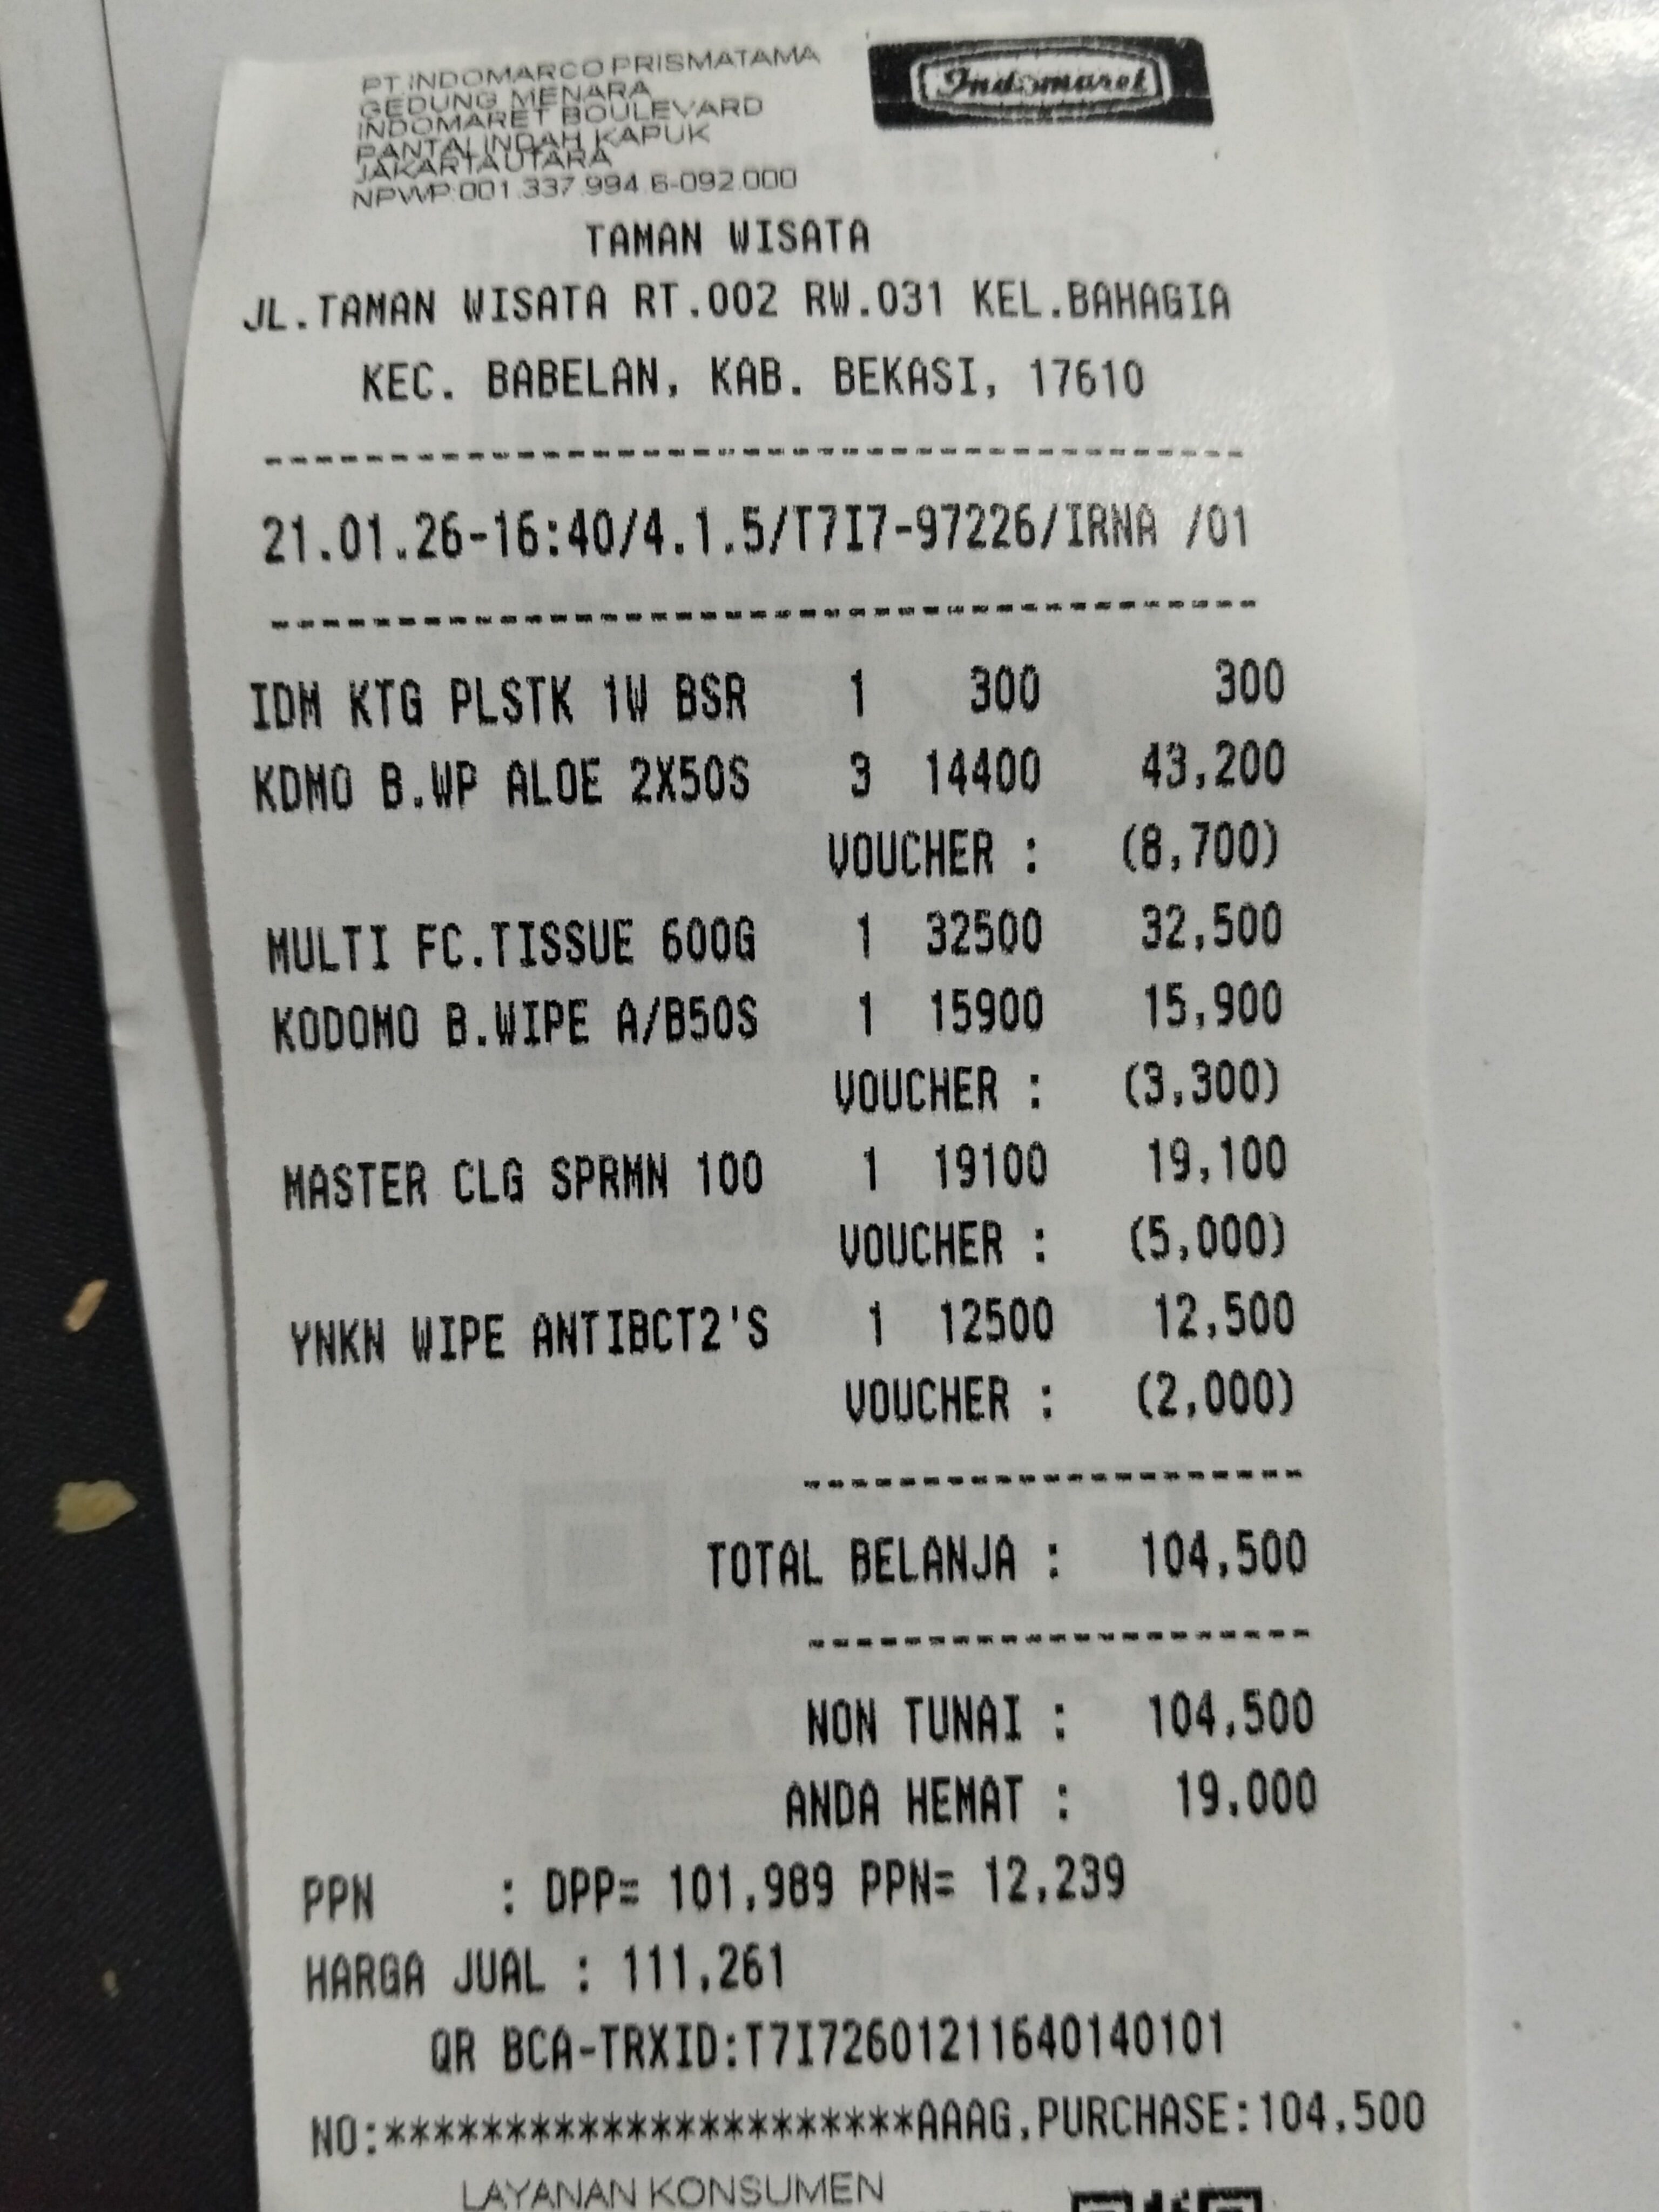 PT.INDOMARCO PRISMATAMA
GEDUNG MENARA
INDOMARET BOULEVARD
PANTAI INDAH KAPUK
JAKARTA UTARA
NPWP:001.337.994.6-092.000
Indomaret
TAMAN WISATA
JL.TAMAN WISATA RT.002 RW.031 KEL.BAHAGIA
KEC. BABELAN, KAB. BEKASI, 17610
21.01.26-16:40/4.1.5/T7I7-97226/IRNA /01
IDM KTG PLSTK 1W BSR 1 300 300
KDMO B.WP ALOE 2X50S 3 14400 43,200
VOUCHER : (8,700)
MULTI FC.TISSUE 600G 1 32500 32,500
KODOMO B.WIPE A/B50S 1 15900 15,900
VOUCHER : (3,300)
MASTER CLG SPRMN 100 1 19100 19,100
VOUCHER : (5,000)
YNKN WIPE ANTIBCT2'S 1 12500 12,500
VOUCHER : (2,000)
TOTAL BELANJA : 104,500
NON TUNAI : 104,500
ANDA HEMAT : 19,000
PPN : DPP= 101,989 PPN= 12,239
HARGA JUAL : 111,261
QR BCA-TRXID:T7I726012116401​40101
NO:**********************AAAG,PURCHASE:104,500
LAYANAN KONSUMEN